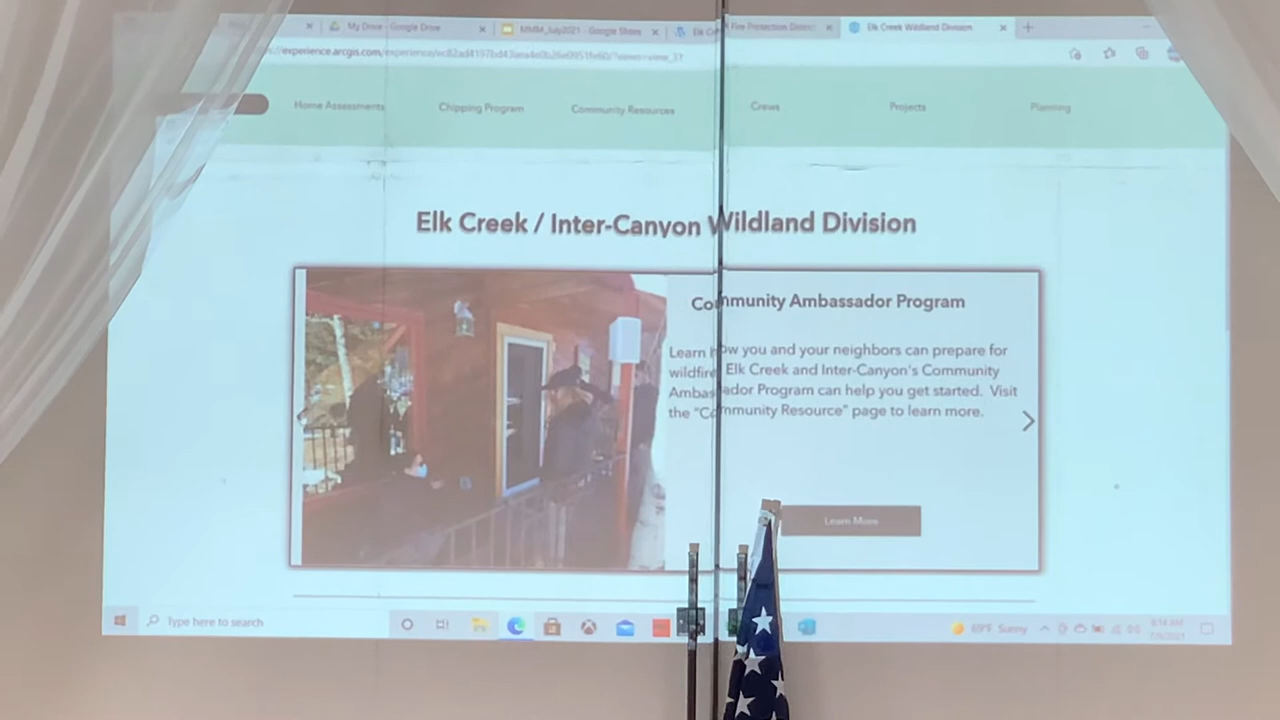 My Drive - Google Drive
MMM_July2021 - Google Slides
Elk
Fire Protection District
Elk Creek Wildland Division
Home Assessments
Chipping Program
Community Resources
Crews
Projects
Planning
Elk Creek / Inter-Canyon Wildland Division
Community Ambassador Program
Learn how you and your neighbors can prepare for
wildfire. Elk Creek and Inter-Canyon's Community
Ambassador Program can help you get started. Visit
the "Community Resource" page to learn more.
Learn More
Type here to search
69°F Sunny